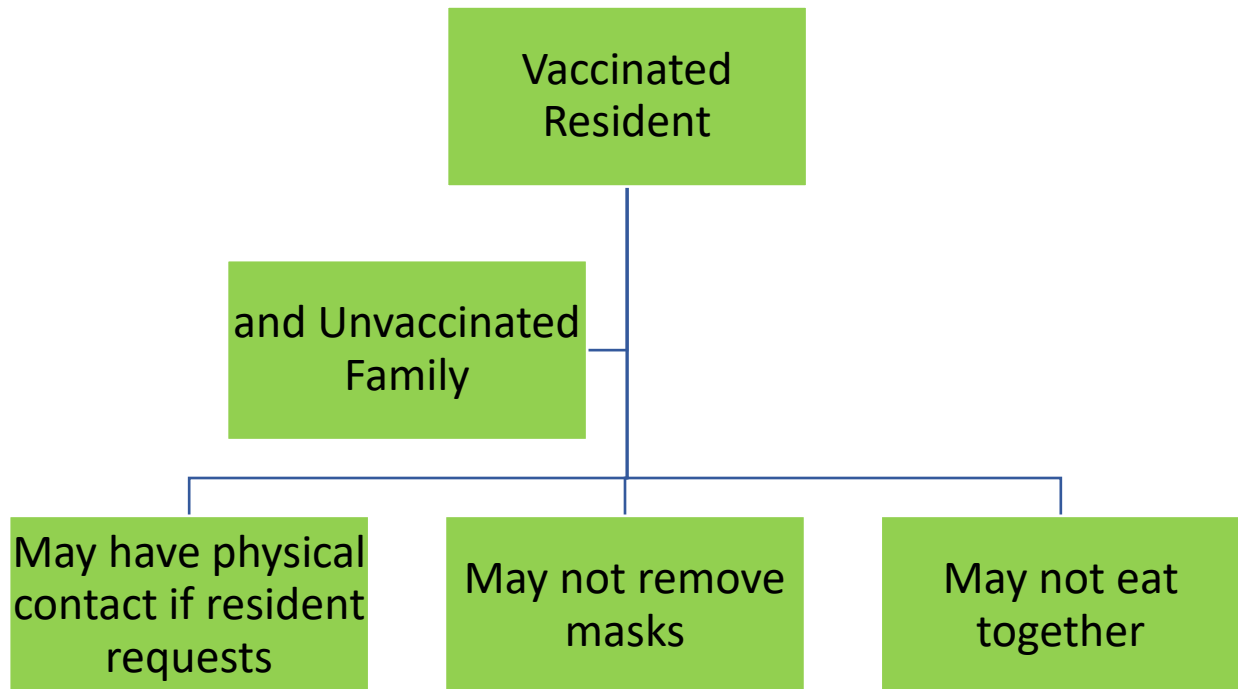 Vaccinated
Resident
and Unvaccinated
Family
May have physical
contact if resident
requests
May not remove
masks
May not eat
together